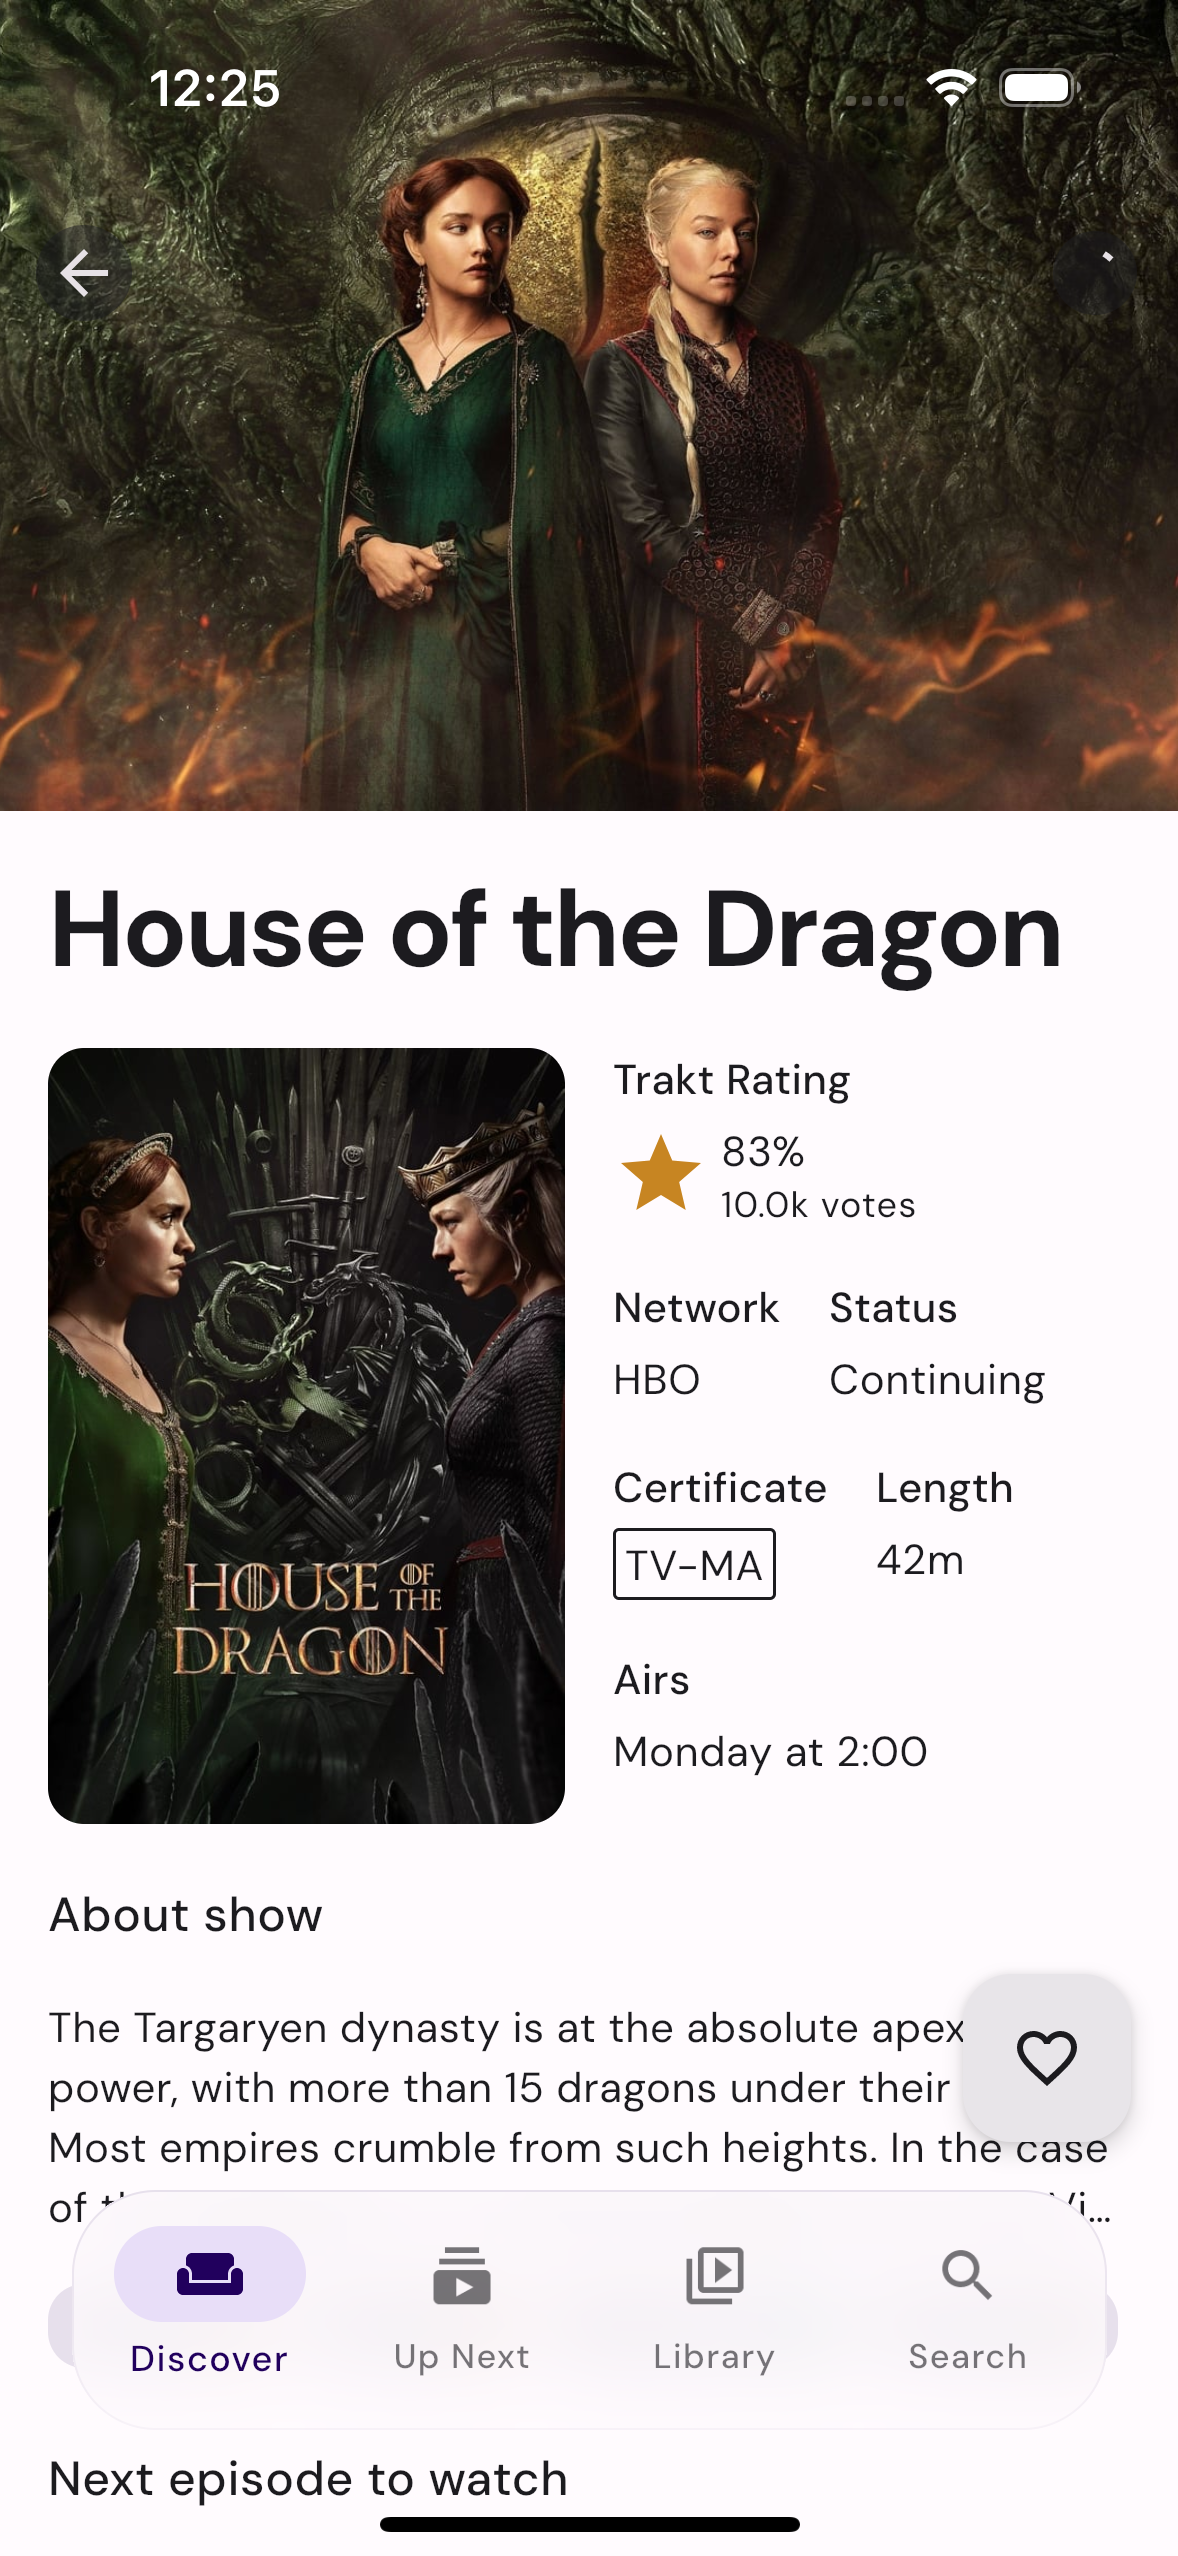 12:25
House of the Dragon
HOUSE OF THE
DRAGON
Trakt Rating
83%
10.0k votes
Network Status
HBO Continuing
Certificate Length
TV-MA 42m
Airs
Monday at 2:00
About show
The Targaryen dynasty is at the absolute apex
power, with more than 15 dragons under their
Most empires crumble from such heights. In the case
of
Discover Up Next Library Search
Next episode to watch